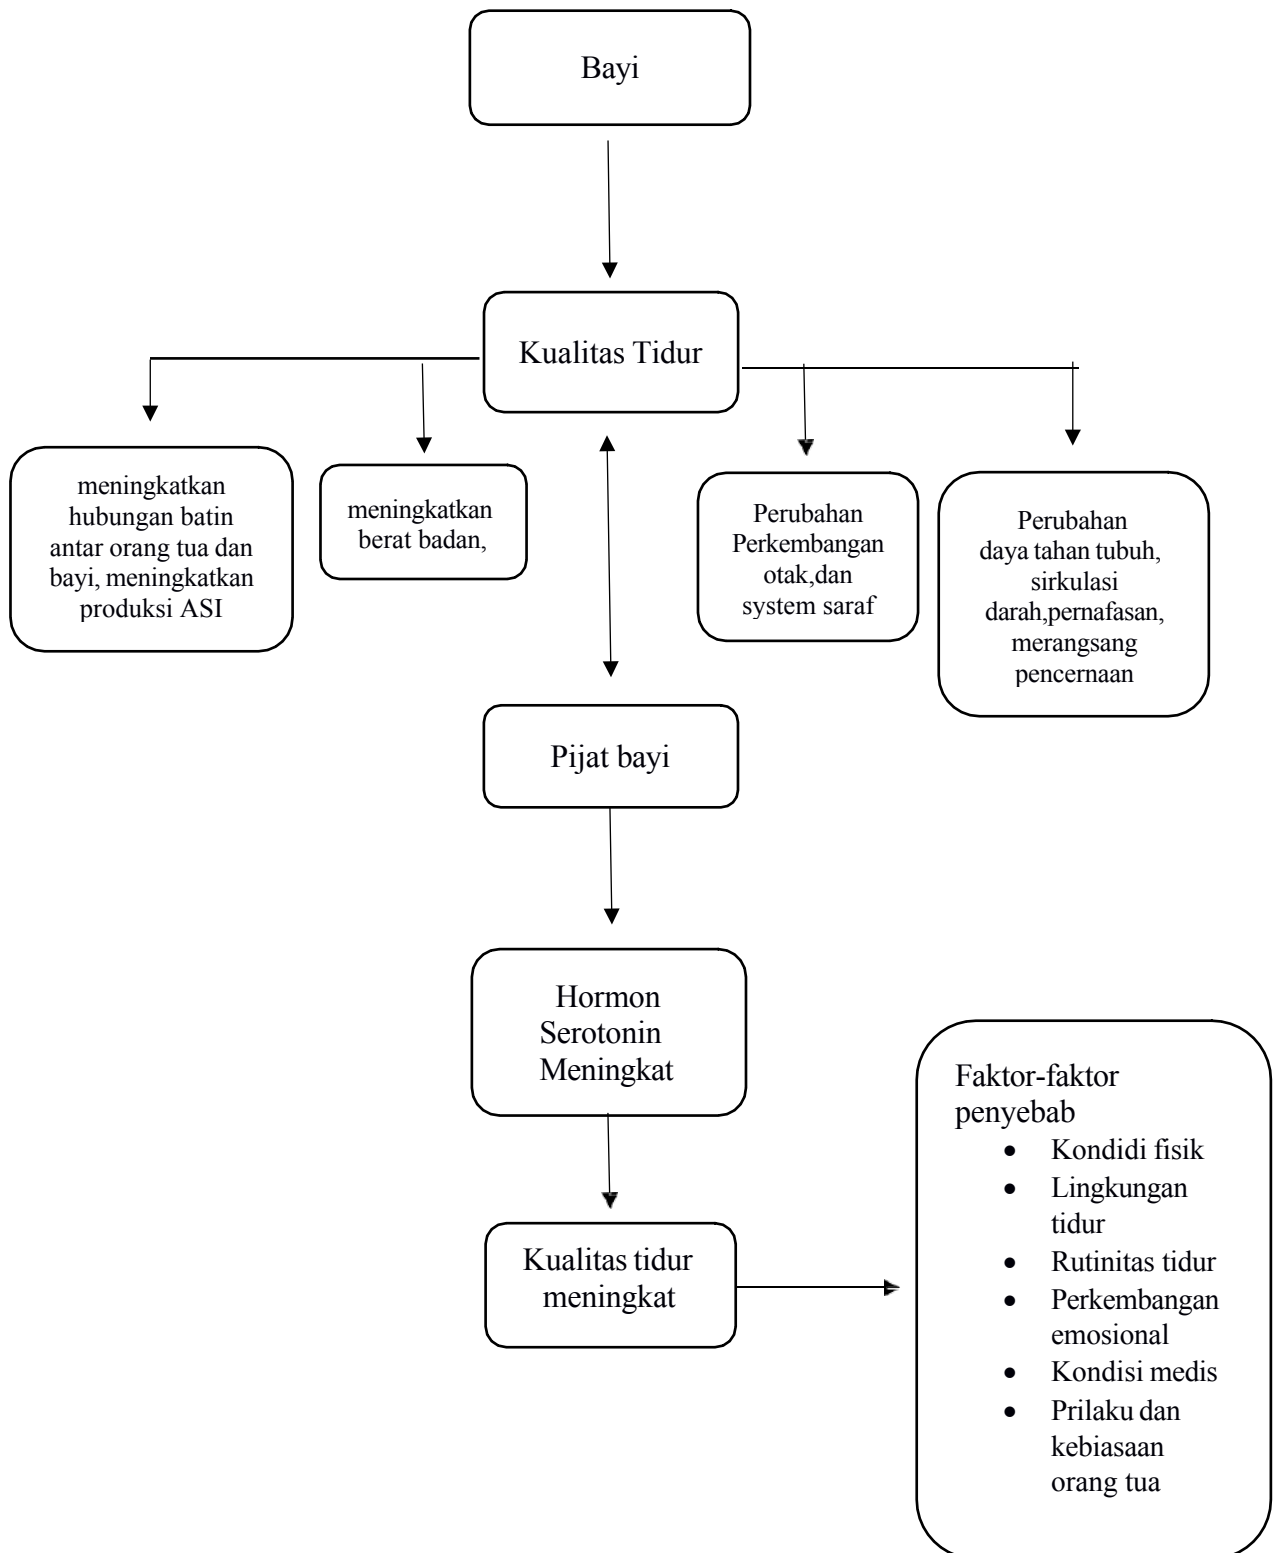 Bayi
Kualitas Tidur
meningkatkan
hubungan batin
antar orang tua dan
bayi, meningkatkan
produksi ASI
meningkatkan
berat badan,
Perubahan
Perkembangan
otak,dan
system saraf
Perubahan
daya tahan tubuh,
sirkulasi
darah,pernafasan,
merangsang
pencernaan
Pijat bayi
Hormon
Serotonin
Meningkat
Kualitas tidur
meningkat
Faktor-faktor
penyebab
• Kondidi fisik
• Lingkungan
tidur
• Rutinitas tidur
• Perkembangan
emosional
• Kondisi medis
• Prilaku dan
kebiasaan
orang tua